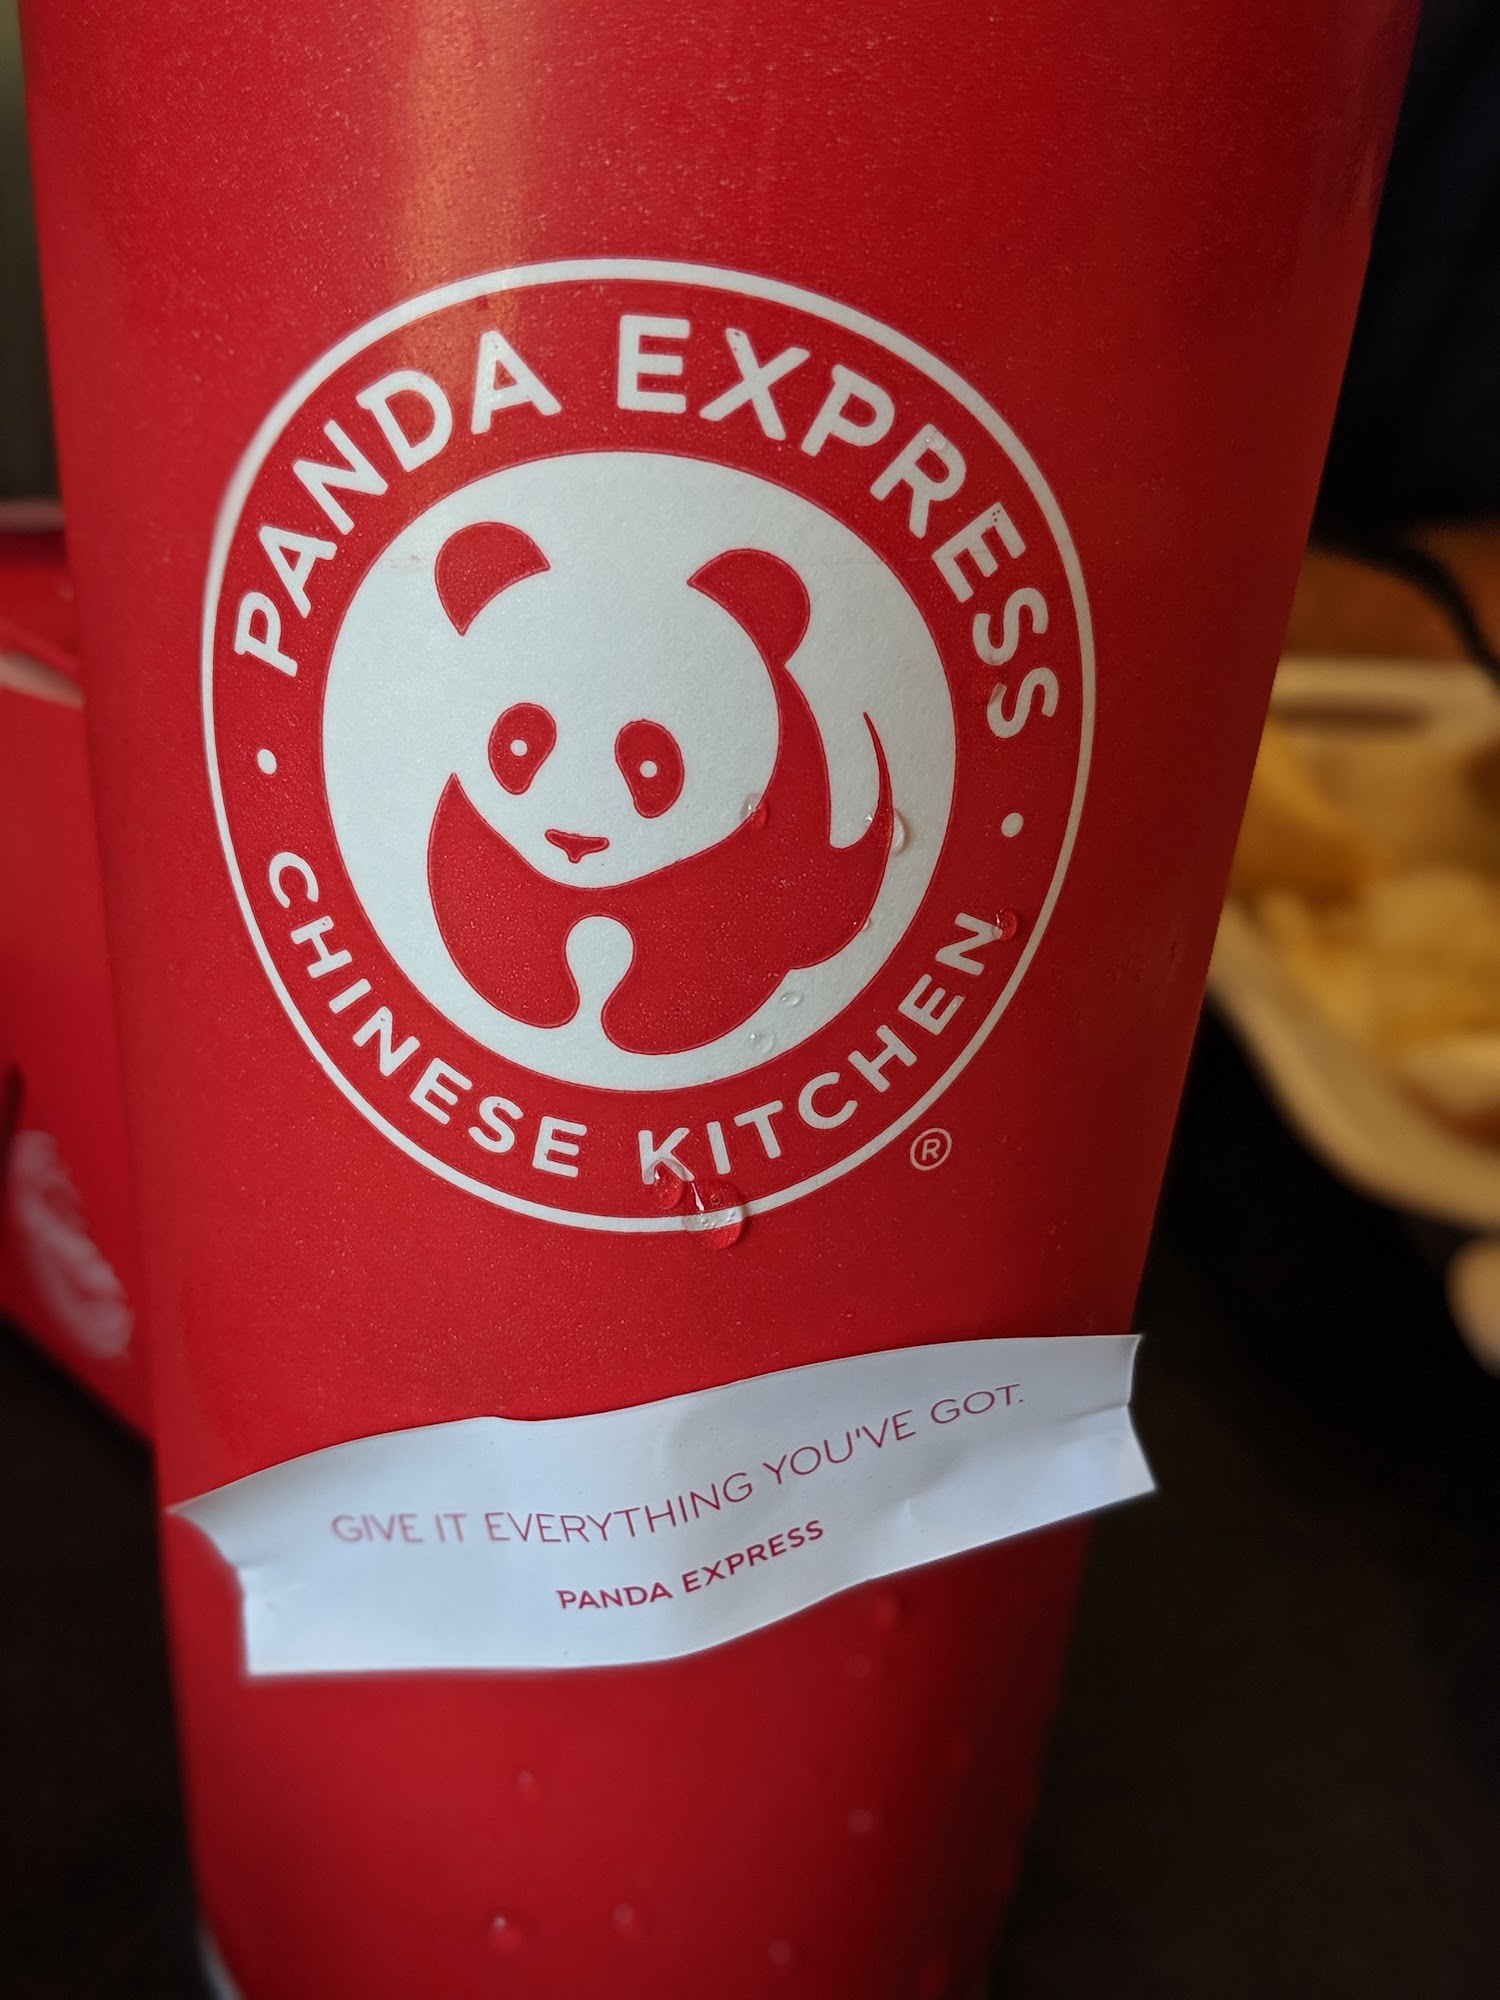 PANDA EXPRESS
CHINESE KITCHEN
®
GIVE IT EVERYTHING YOU'VE GOT.
PANDA EXPRESS